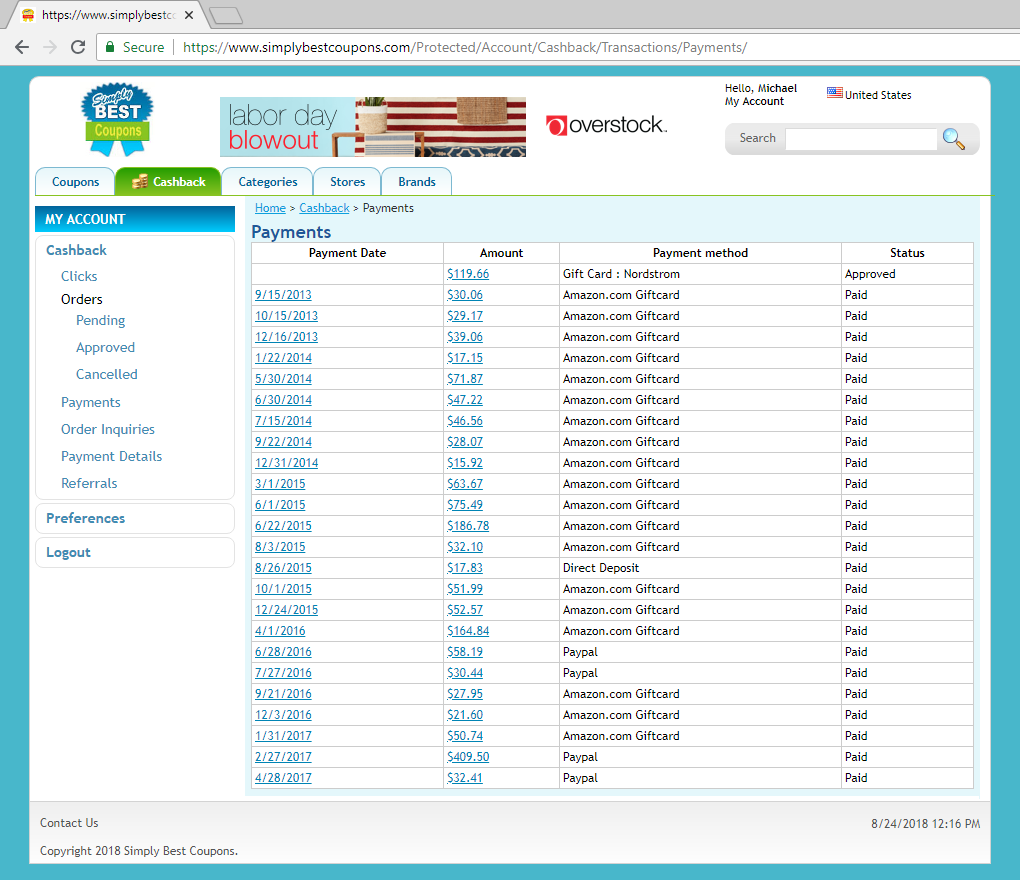 https://www.simplybestco
Secure https://www.simplybestcoupons.com/Protected/Account/Cashback/Transactions/Payments/
Simply
BEST
Coupons
labor day
blowout
overstock.
Hello, Michael
My Account
United States
Search
Coupons Cashback Categories Stores Brands
MY ACCOUNT
Cashback
Clicks
Orders
Pending
Approved
Cancelled
Payments
Order Inquiries
Payment Details
Referrals
Preferences
Logout
Home > Cashback > Payments
Payments
Payment Date Amount Payment method Status
$119.66 Gift Card : Nordstrom Approved
9/15/2013 $30.06 Amazon.com Giftcard Paid
10/15/2013 $29.17 Amazon.com Giftcard Paid
12/16/2013 $39.06 Amazon.com Giftcard Paid
1/22/2014 $17.15 Amazon.com Giftcard Paid
5/30/2014 $71.87 Amazon.com Giftcard Paid
6/30/2014 $47.22 Amazon.com Giftcard Paid
7/15/2014 $46.56 Amazon.com Giftcard Paid
9/22/2014 $28.07 Amazon.com Giftcard Paid
12/31/2014 $15.92 Amazon.com Giftcard Paid
3/1/2015 $63.67 Amazon.com Giftcard Paid
6/1/2015 $75.49 Amazon.com Giftcard Paid
6/22/2015 $186.78 Amazon.com Giftcard Paid
8/3/2015 $32.10 Amazon.com Giftcard Paid
8/26/2015 $17.83 Direct Deposit Paid
10/1/2015 $51.99 Amazon.com Giftcard Paid
12/24/2015 $52.57 Amazon.com Giftcard Paid
4/1/2016 $164.84 Amazon.com Giftcard Paid
6/28/2016 $58.19 Paypal Paid
7/27/2016 $30.44 Paypal Paid
9/21/2016 $27.95 Amazon.com Giftcard Paid
12/3/2016 $21.60 Amazon.com Giftcard Paid
1/31/2017 $50.74 Amazon.com Giftcard Paid
2/27/2017 $409.50 Paypal Paid
4/28/2017 $32.41 Paypal Paid
Contact Us
8/24/2018 12:16 PM
Copyright 2018 Simply Best Coupons.